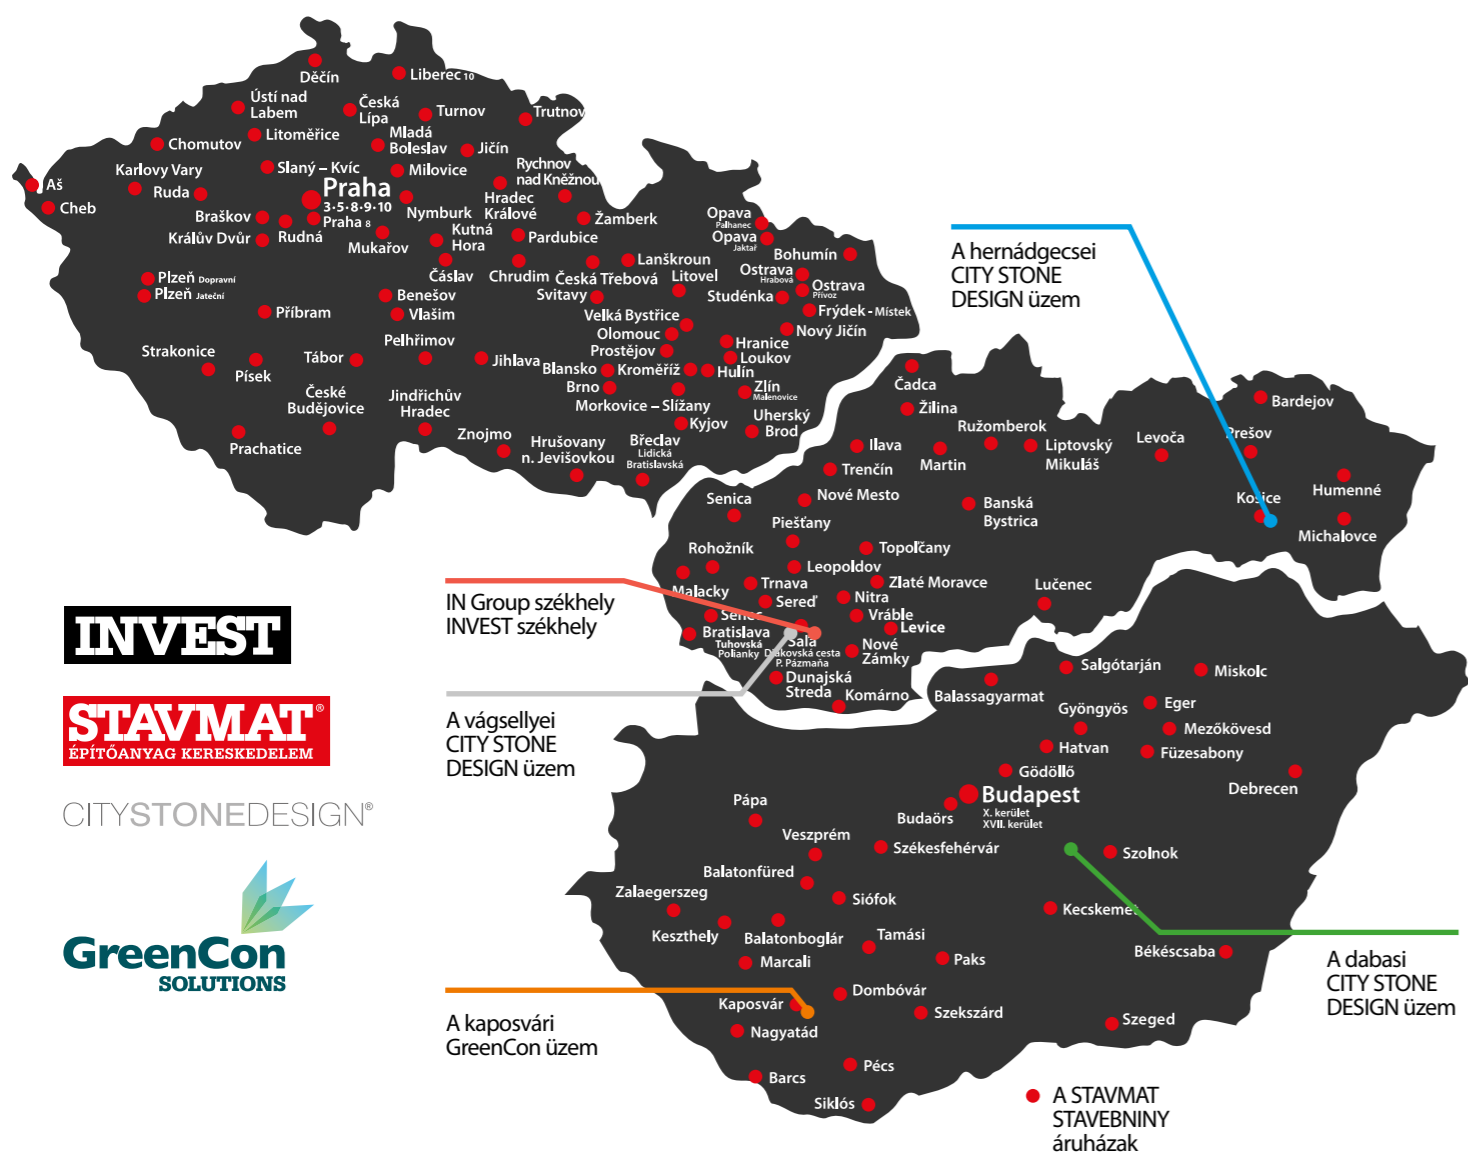 Děčín
Liberec 10
Ústí nad
Labem
Česká
Lípa
Turnov
Trutnov
Litoměřice
Mladá
Boleslav
Chomutov
Jičín
Karlovy Vary
Slaný – Kvíc
Milovice
Rychnov
nad Kněžnou
Aš
Ruda
Praha
3·5·8·9·10
Cheb
Braškov
Praha 8
Nymburk
Hradec
Králové
Žamberk
Opava
Palhanec
Opava
Jaktař
Králův Dvůr
Rudná
Mukařov
Kutná
Hora
Pardubice
Bohumín
Čáslav
Chrudim
Česká Třebová
Lanškroun
Litovel
Ostrava
Hrabová
Ostrava
Přívoz
Plzeň Dopravní
Plzeň Jateční
Benešov
Svitavy
Studénka
Příbram
Vlašim
Velká Bystřice
Frýdek - Místek
Olomouc
Nový Jičín
Strakonice
Pelhřimov
Prostějov
Hranice
Písek
Tábor
Jihlava
Loukov
Blansko
Kroměříž
Hulín
Brno
Zlín
Malenovice
České
Budějovice
Jindřichův
Hradec
Morkovice – Slížany
Prachatice
Kyjov
Uherský
Brod
Znojmo
Hrušovany
n. Jevišovkou
Břeclav
Lidická
Bratislavská
A hernádgecsei
CITY STONE
DESIGN üzem
Čadca
Žilina
Bardejov
Ružomberok
Ilava
Martin
Liptovský
Mikuláš
Levoča
Prešov
Trenčín
Nové Mesto
Humenné
Senica
Banská
Bystrica
Košice
Michalovce
Piešťany
Rohožník
Topoľčany
Leopoldov
Malacky
Trnava
Zlaté Moravce
Lučenec
Sereď
Nitra
Senec
Vráble
Bratislava
Tuhovská
Polianky
Šaľa
Diakovská cesta
P. Pázmaňa
Levice
Nové
Zámky
Dunajská
Streda
Komárno
IN Group székhely
INVEST székhely
INVEST
A vágsellyei
CITY STONE
DESIGN üzem
STAVMAT®
ÉPÍTŐANYAG KERESKEDELEM
CITYSTONEDESIGN®
GreenCon
SOLUTIONS
Salgótarján
Miskolc
Balassagyarmat
Eger
Gyöngyös
Mezőkövesd
Hatvan
Füzesabony
Gödöllő
Debrecen
Budapest
X. kerület
XVII. kerület
Budaörs
Pápa
Veszprém
Székesfehérvár
Szolnok
Balatonfüred
Zalaegerszeg
Siófok
Kecskemét
Keszthely
Balatonboglár
Tamási
Békéscsaba
Marcali
Paks
A dabasi
CITY STONE
DESIGN üzem
Kaposvár
Dombóvár
Szekszárd
Szeged
A kaposvári
GreenCon üzem
Nagyatád
Pécs
Barcs
Siklós
A STAVMAT
STAVEBNINY
áruházak